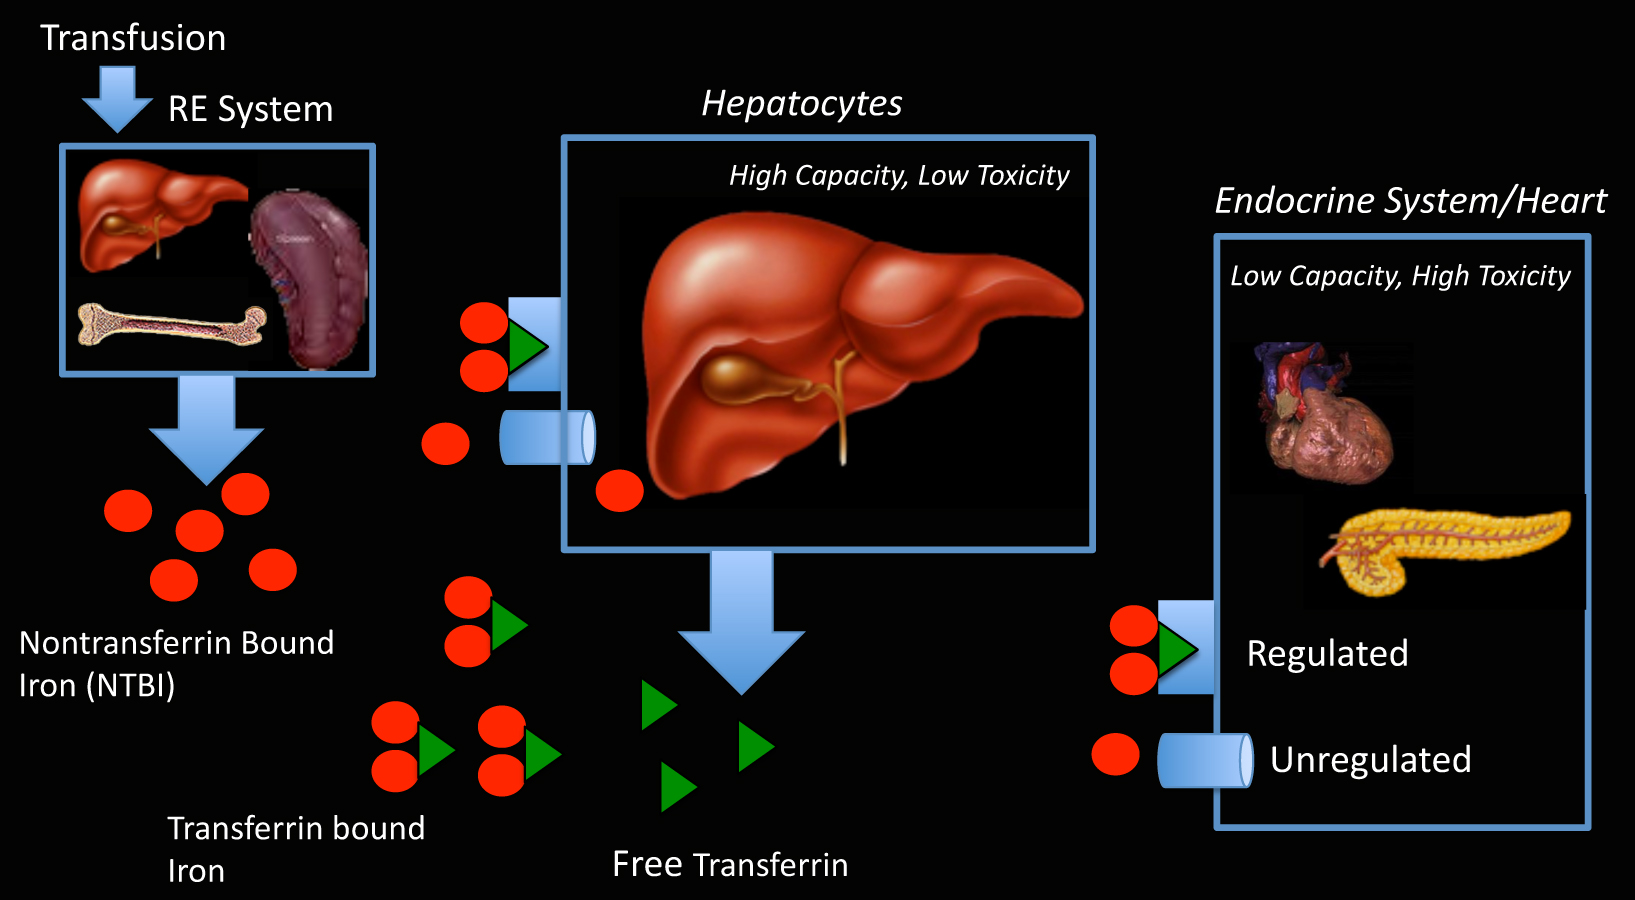 Transfusion
RE System
Spleen
Hepatocytes
High Capacity, Low Toxicity
Endocrine System/Heart
Low Capacity, High Toxicity
Nontransferrin Bound
Iron (NTBI)
Transferrin bound
Iron
Free Transferrin
Regulated
Unregulated